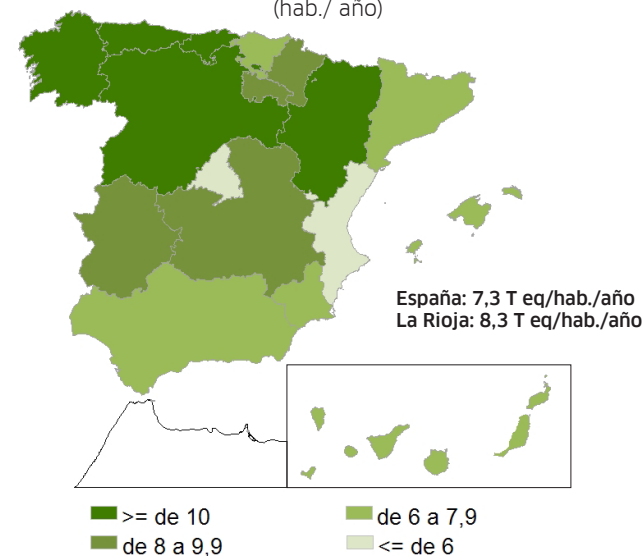 (hab./ año)
España: 7,3 T eq/hab./año
La Rioja: 8,3 T eq/hab./año
>= de 10
de 6 a 7,9
de 8 a 9,9
<= de 6